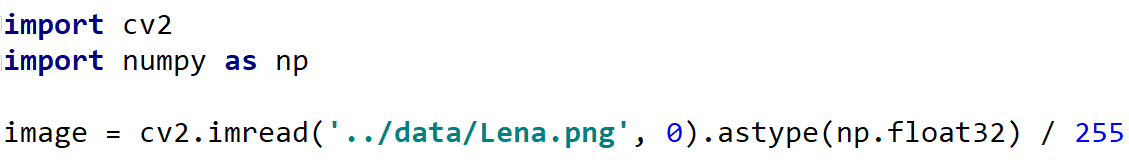 import cv2
import numpy as np
image = cv2.imread('../data/Lena.png', 0).astype(np.float32) / 255